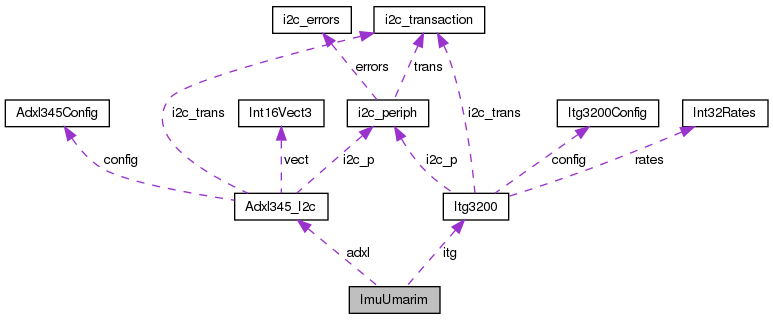 i2c_errors
i2c_transaction
errors
trans
Adxl345Config
i2c_trans
Int16Vect3
i2c_periph
i2c_trans
Itg3200Config
Int32Rates
config
vect
i2c_p
i2c_p
config
rates
Adxl345_I2c
Itg3200
adxl
itg
ImuUmarim